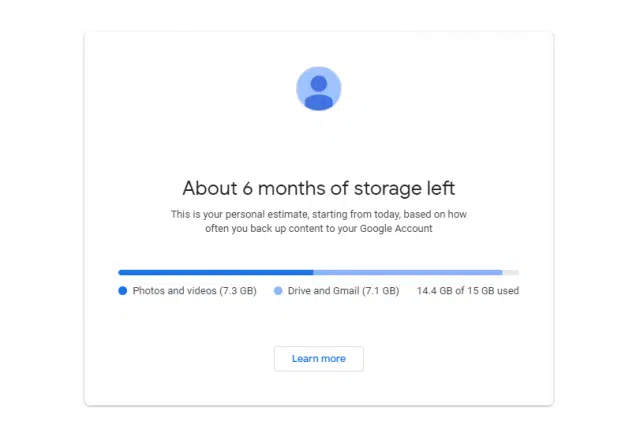 About 6 months of storage left
This is your personal estimate, starting from today, based on how
often you back up content to your Google Account
Photos and videos (7.3 GB) Drive and Gmail (7.1 GB) 14.4 GB of 15 GB used
Learn more